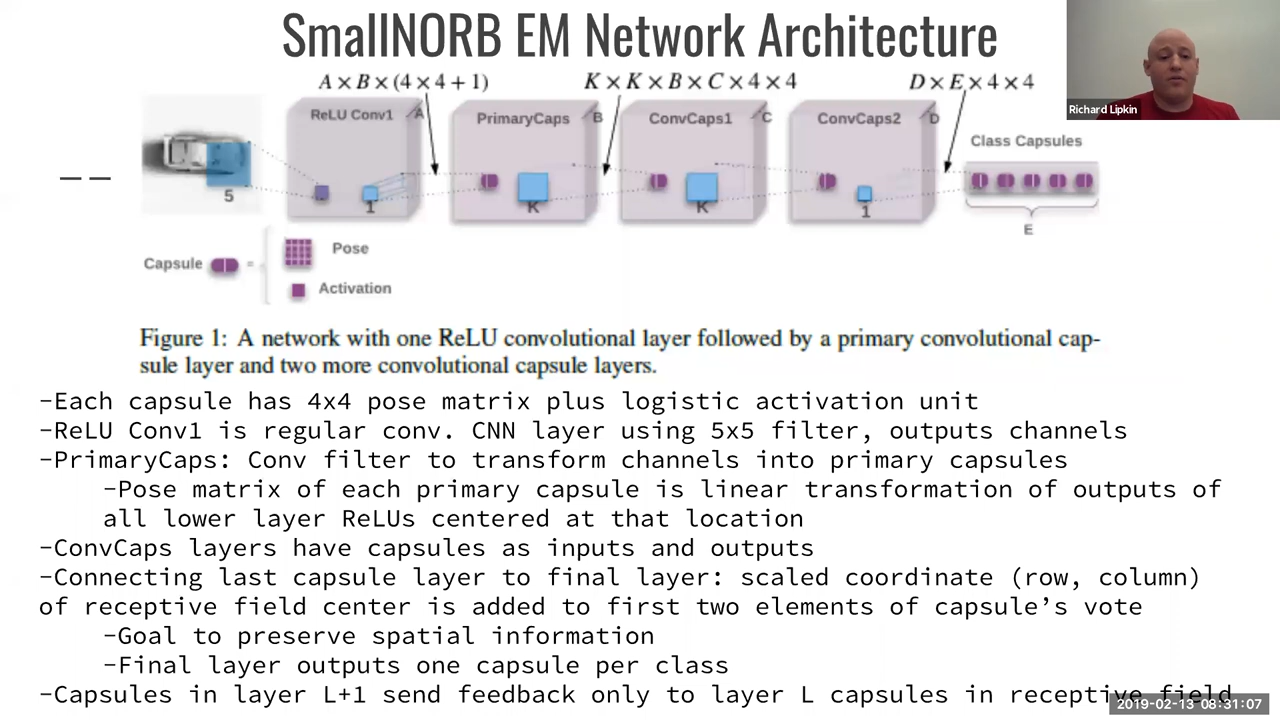 SmallNORB EM Network Architecture
Richard Lipkin
A × B × (4 × 4 + 1)
K × K × B × C × 4 × 4
D × E × 4 × 4
ReLU Conv1
A
PrimaryCaps
B
ConvCaps1
C
ConvCaps2
D
Class Capsules
5
1
K
K
1
E
Capsule
=
Pose
Activation
Figure 1: A network with one ReLU convolutional layer followed by a primary convolutional cap-
sule layer and two more convolutional capsule layers.
-Each capsule has 4x4 pose matrix plus logistic activation unit
-ReLU Conv1 is regular conv. CNN layer using 5x5 filter, outputs channels
-PrimaryCaps: Conv filter to transform channels into primary capsules
-Pose matrix of each primary capsule is linear transformation of outputs of
all lower layer ReLUs centered at that location
-ConvCaps layers have capsules as inputs and outputs
-Connecting last capsule layer to final layer: scaled coordinate (row, column)
of receptive field center is added to first two elements of capsule's vote
-Goal to preserve spatial information
-Final layer outputs one capsule per class
-Capsules in layer L+1 send feedback only to layer L capsules in receptive field
2019-02-13 08:31:07